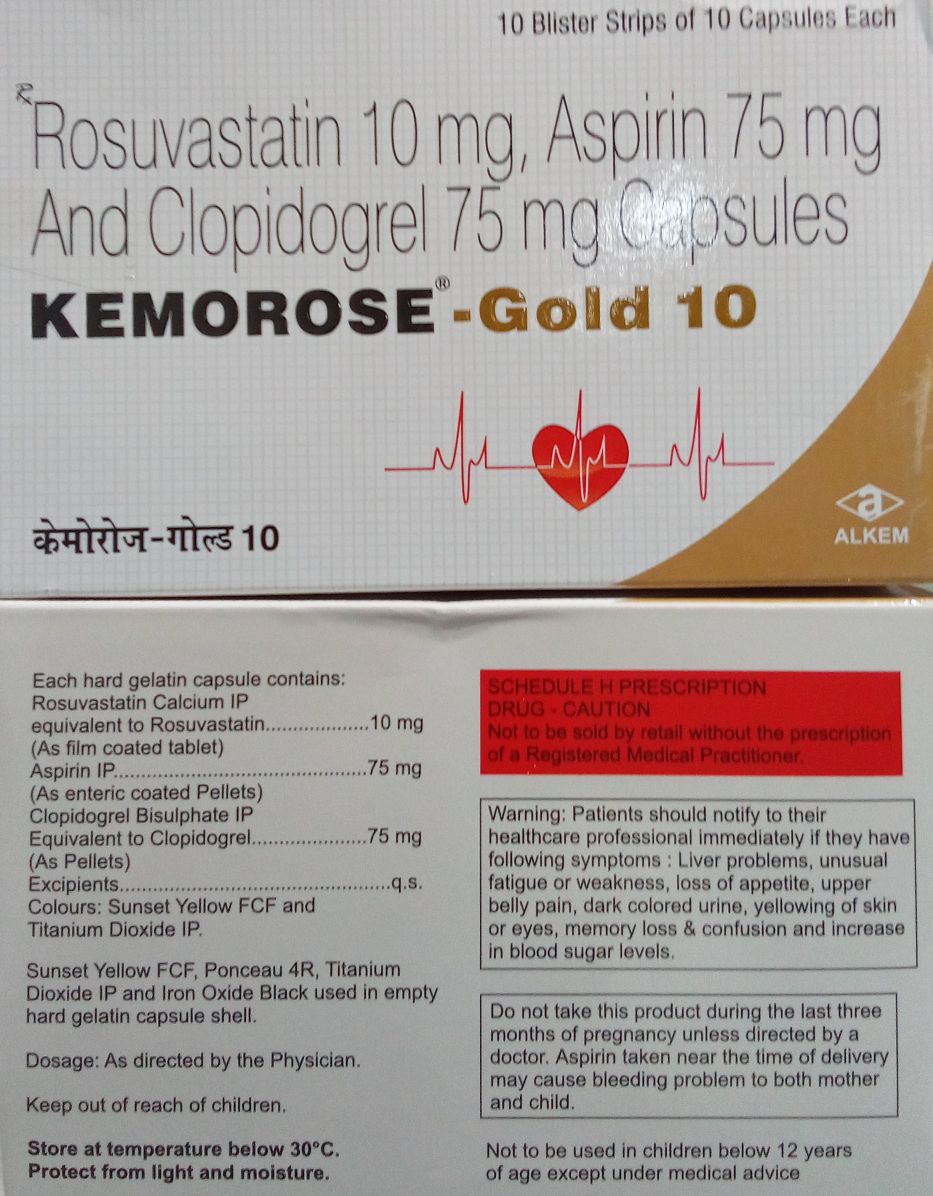 10 Blister Strips of 10 Capsules Each
Rx
Rosuvastatin 10 mg, Aspirin 75 mg
And Clopidogrel 75 mg Capsules
KEMOROSE®-Gold 10
केमोरोज-गोल्ड 10
a
ALKEM
Each hard gelatin capsule contains:
Rosuvastatin Calcium IP
equivalent to Rosuvastatin...................10 mg
(As film coated tablet)
Aspirin IP.............................................75 mg
(As enteric coated Pellets)
Clopidogrel Bisulphate IP
Equivalent to Clopidogrel.....................75 mg
(As Pellets)
Excipients................................................q.s.
Colours: Sunset Yellow FCF and
Titanium Dioxide IP.
Sunset Yellow FCF, Ponceau 4R, Titanium
Dioxide IP and Iron Oxide Black used in empty
hard gelatin capsule shell.
Dosage: As directed by the Physician.
Keep out of reach of children.
Store at temperature below 30°C.
Protect from light and moisture.
SCHEDULE H PRESCRIPTION
DRUG - CAUTION
Not to be sold by retail without the prescription
of a Registered Medical Practitioner.
Warning: Patients should notify to their
healthcare professional immediately if they have
following symptoms : Liver problems, unusual
fatigue or weakness, loss of appetite, upper
belly pain, dark colored urine, yellowing of skin
or eyes, memory loss & confusion and increase
in blood sugar levels.
Do not take this product during the last three
months of pregnancy unless directed by a
doctor. Aspirin taken near the time of delivery
may cause bleeding problem to both mother
and child.
Not to be used in children below 12 years
of age except under medical advice